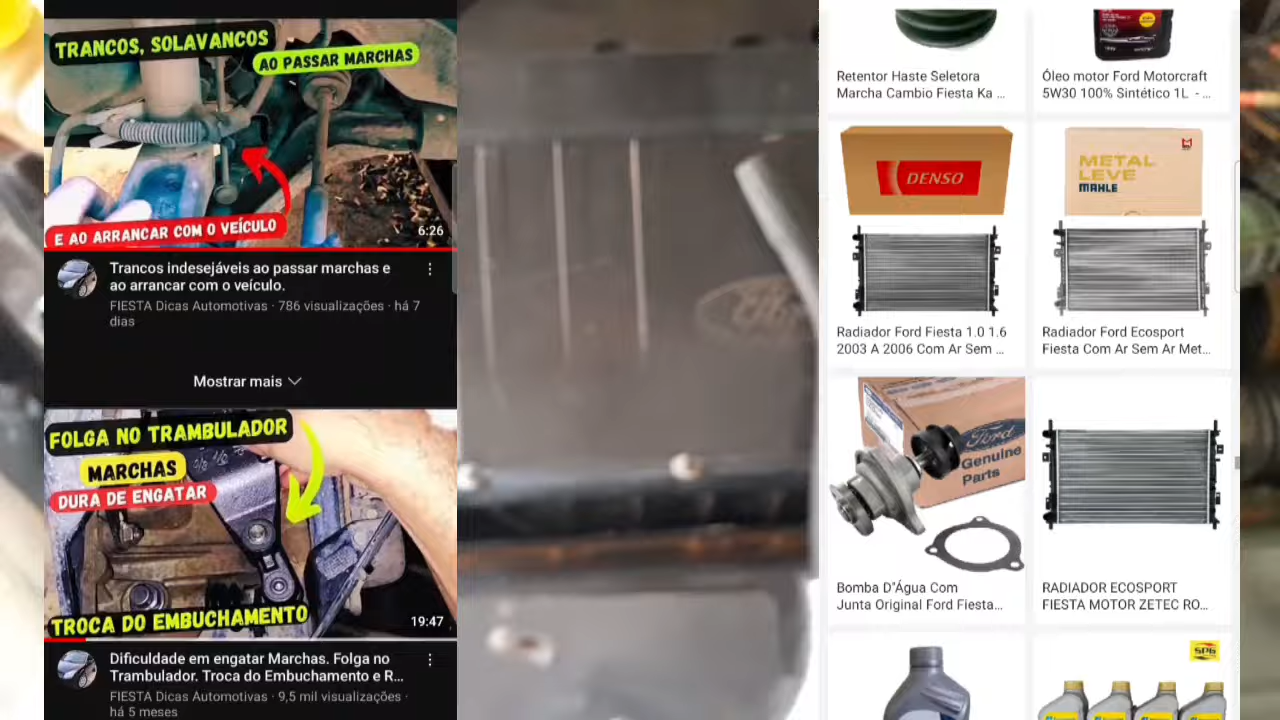 TRANCOS, SOLAVANCOS
AO PASSAR MARCHAS
E AO ARRANCAR COM O VEÍCULO
6:26
Trancos indesejáveis ao passar marchas e
ao arrancar com o veículo.
FIESTA Dicas Automotivas · 786 visualizações · há 7
dias
Mostrar mais
FOLGA NO TRAMBULADOR
MARCHAS
DURA DE ENGATAR
TROCA DO EMBUCHAMENTO
19:47
Dificuldade em engatar Marchas. Folga no
Trambulador. Troca do Embuchamento e R...
FIESTA Dicas Automotivas · 9,5 mil visualizações ·
há 5 meses
Retentor Haste Seletora
Marcha Cambio Fiesta Ka ...
Óleo motor Ford Motorcraft
5W30 100% Sintético 1L - ...
DENSO
METAL
LEVE
MAHLE
Radiador Ford Fiesta 1.0 1.6
2003 A 2006 Com Ar Sem ...
Radiador Ford Ecosport
Fiesta Com Ar Sem Ar Met...
Ford
Genuine
Parts
Bomba D"Água Com
Junta Original Ford Fiesta...
RADIADOR ECOSPORT
FIESTA MOTOR ZETEC RO...
SPG